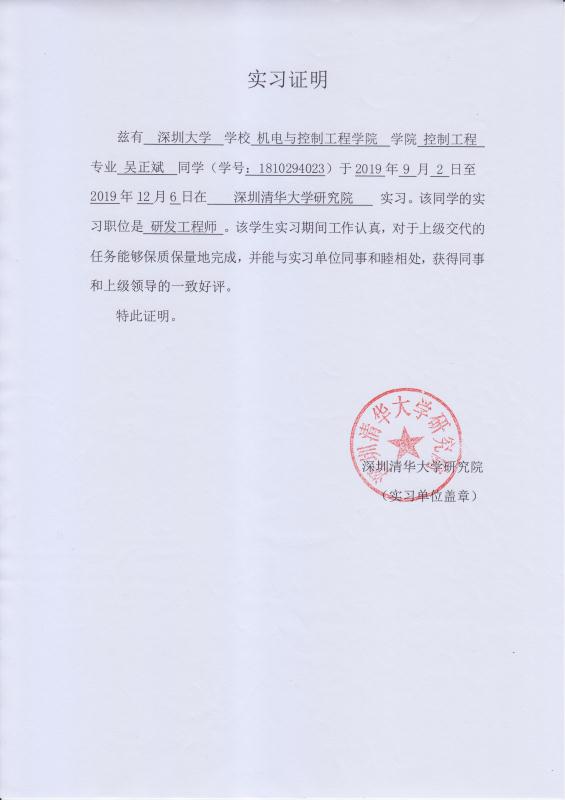 实习证明
兹有 深圳大学 学校 机电与控制工程学院 学院 控制工程
专业 吴正斌 同学（学号：1810294023）于 2019 年 9 月 2 日至
2019 年 12 月 6 日在 深圳清华大学研究院 实习。该同学的实
习职位是 研发工程师 。该学生实习期间工作认真，对于上级交代的
任务能够保质保量地完成，并能与实习单位同事和睦相处，获得同事
和上级领导的一致好评。
特此证明。
深圳清华大学研究院
深圳清华大学研究院
（实习单位盖章）